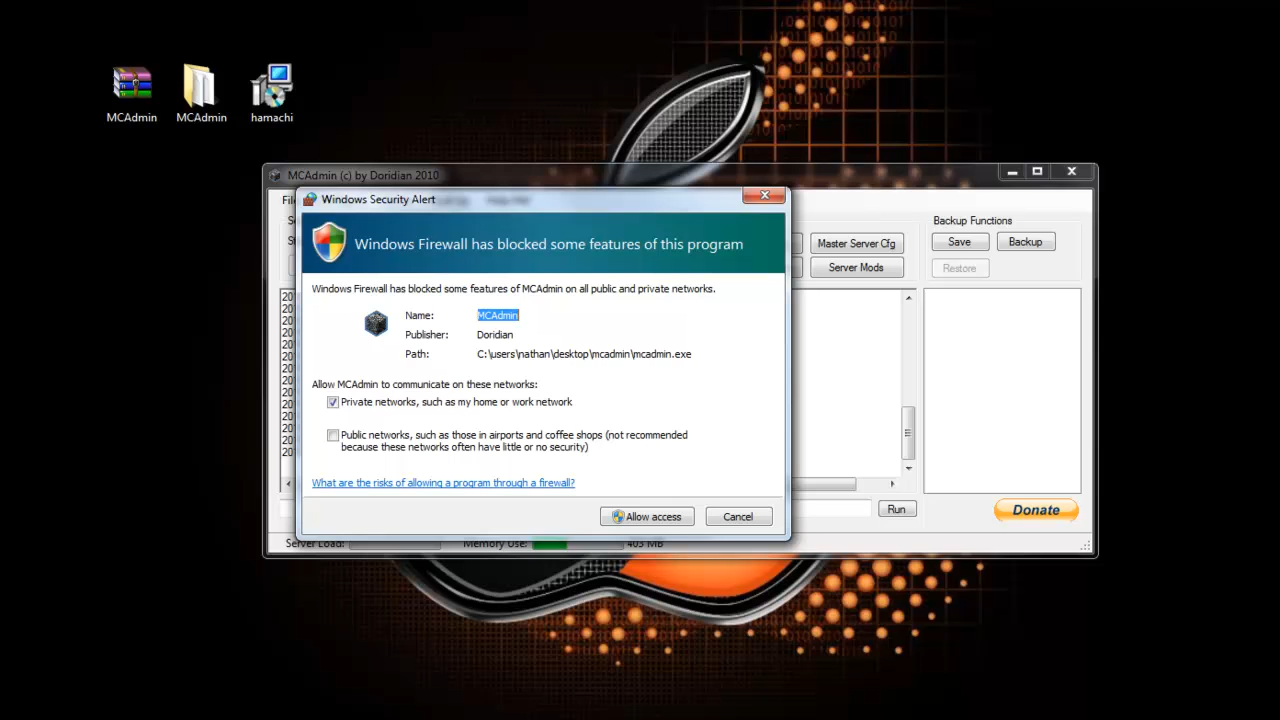 MCAdmin
MCAdmin
hamachi
MCAdmin (c) by Doridian 2010
Windows Security Alert
Windows Firewall has blocked some features of this program
Windows Firewall has blocked some features of MCAdmin on all public and private networks.
Name: MCAdmin
Publisher: Doridian
Path: C:\users\nathan\desktop\mcadmin\mcadmin.exe
Allow MCAdmin to communicate on these networks:
Private networks, such as my home or work network
Public networks, such as those in airports and coffee shops (not recommended
because these networks often have little or no security)
What are the risks of allowing a program through a firewall?
Allow access
Cancel
Master Server Cfg
Server Mods
Backup Functions
Save
Backup
Restore
Run
Donate
Server Load:
Memory Use:
403 MB